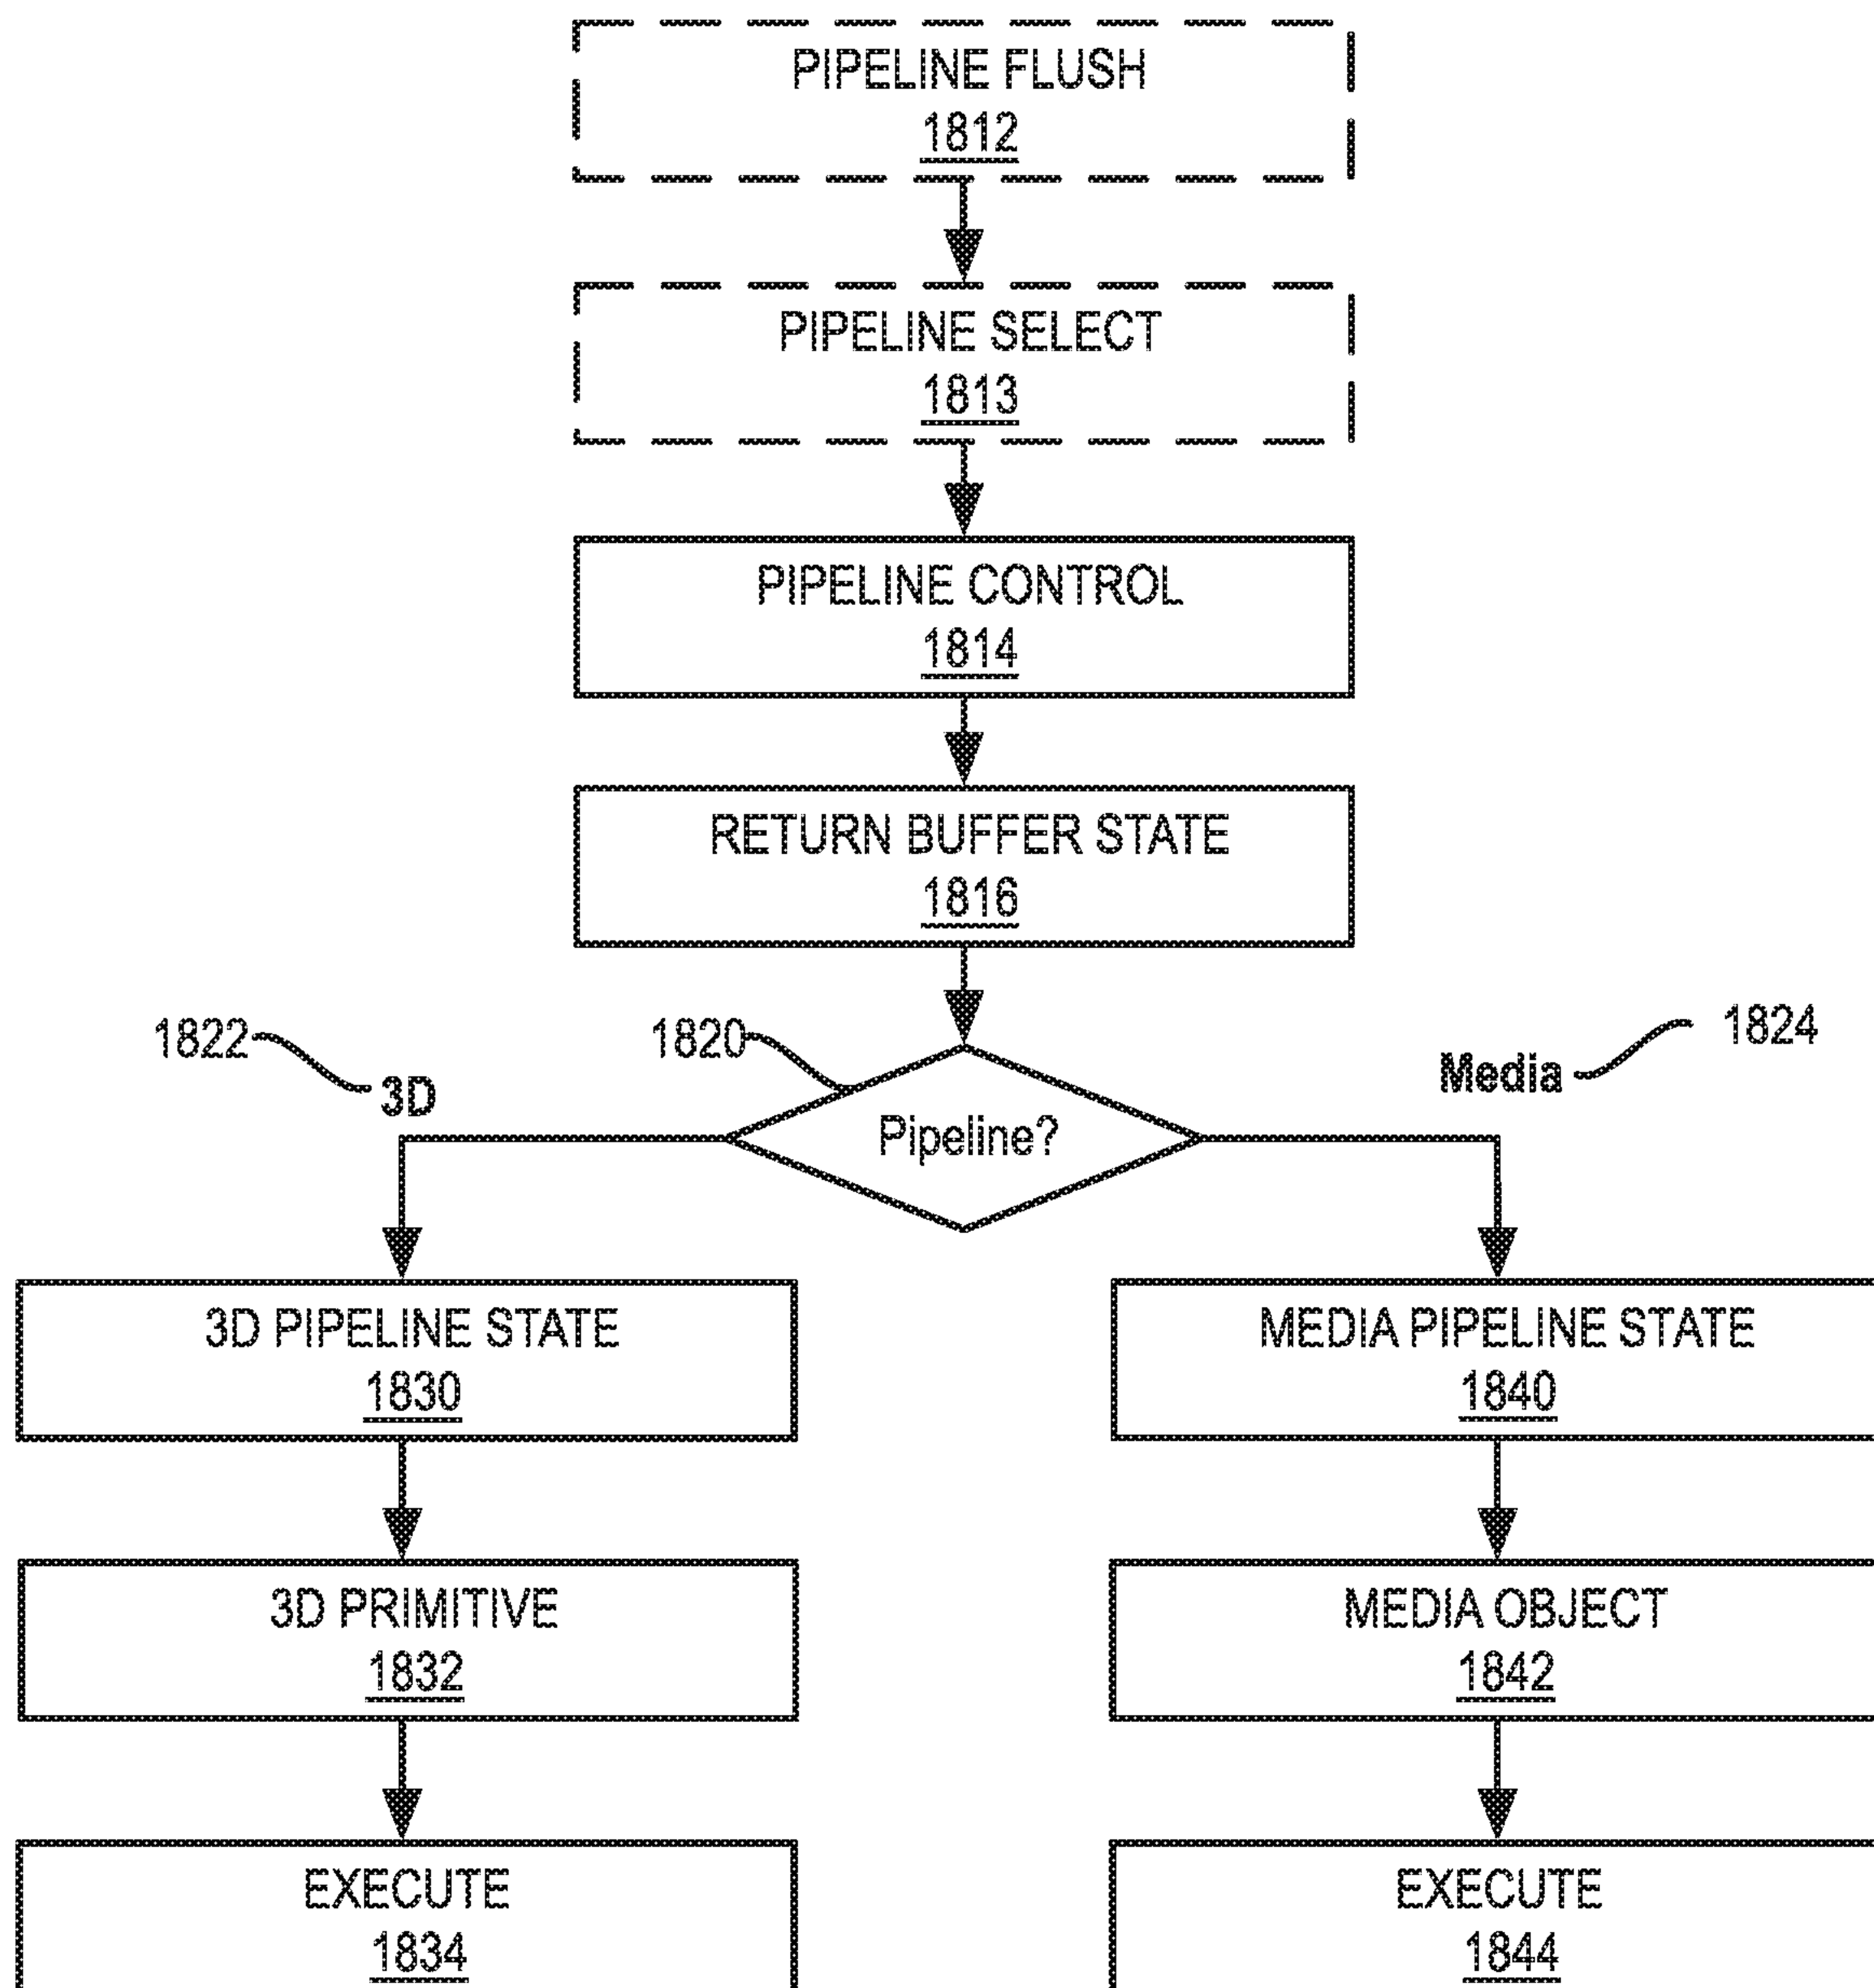 PIPELINE FLUSH
1812
PIPELINE SELECT
1813
PIPELINE CONTROL
1814
RETURN BUFFER STATE
1816
1822
3D
1820
Pipeline?
Media
1824
3D PIPELINE STATE
1830
MEDIA PIPELINE STATE
1840
3D PRIMITIVE
1832
MEDIA OBJECT
1842
EXECUTE
1834
EXECUTE
1844